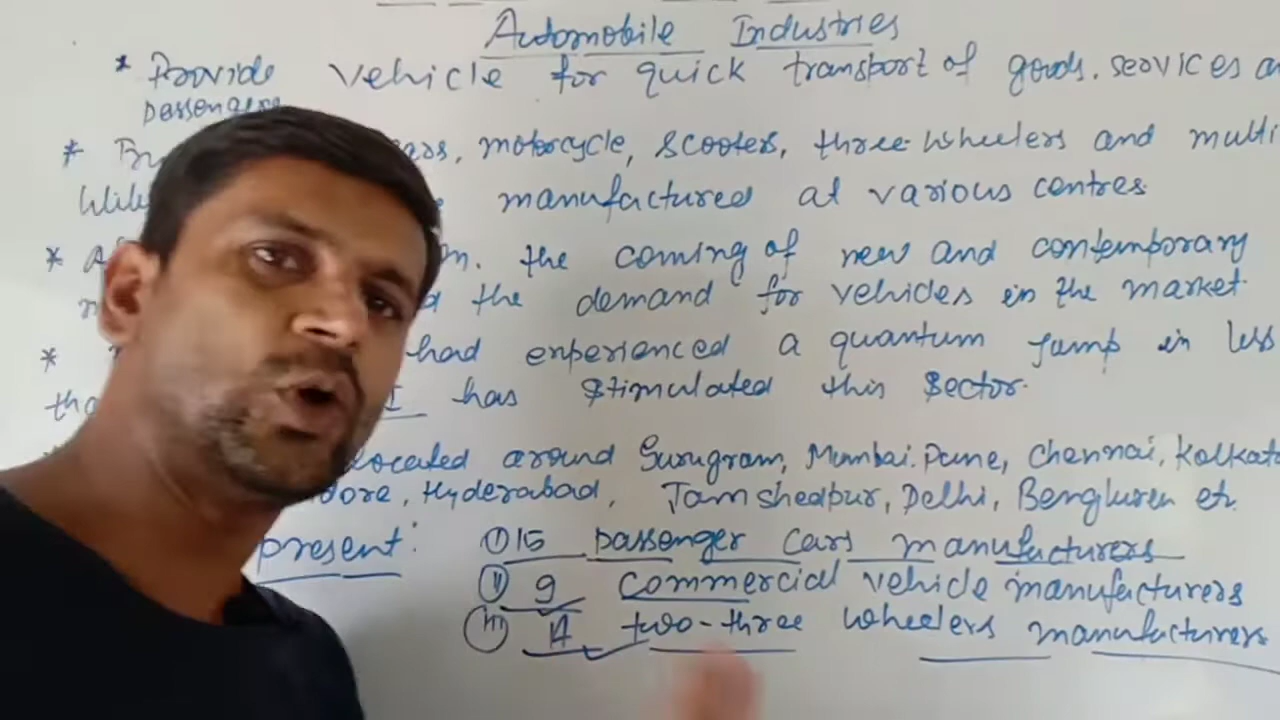 Automobile Industries
* Provide vehicle for quick transport of goods. services
passengers
* cars, motorcycle, scooters, three-wheelers and multi
manufactured at various centres
* the coming of new and contemporary
the demand for vehicles in the market.
* had experienced a quantum jump in less
has stimulated this sector.
located around Gurugram, Mumbai. Pune, Chennai, Kolkata
Hyderabad, Jamshedpur, Delhi, Bengluru etc.
present: (i) 15 passenger cars manufacturers
(ii) 9 commercial vehicle manufacturers
(iii) 14 two-three wheelers manufacturers